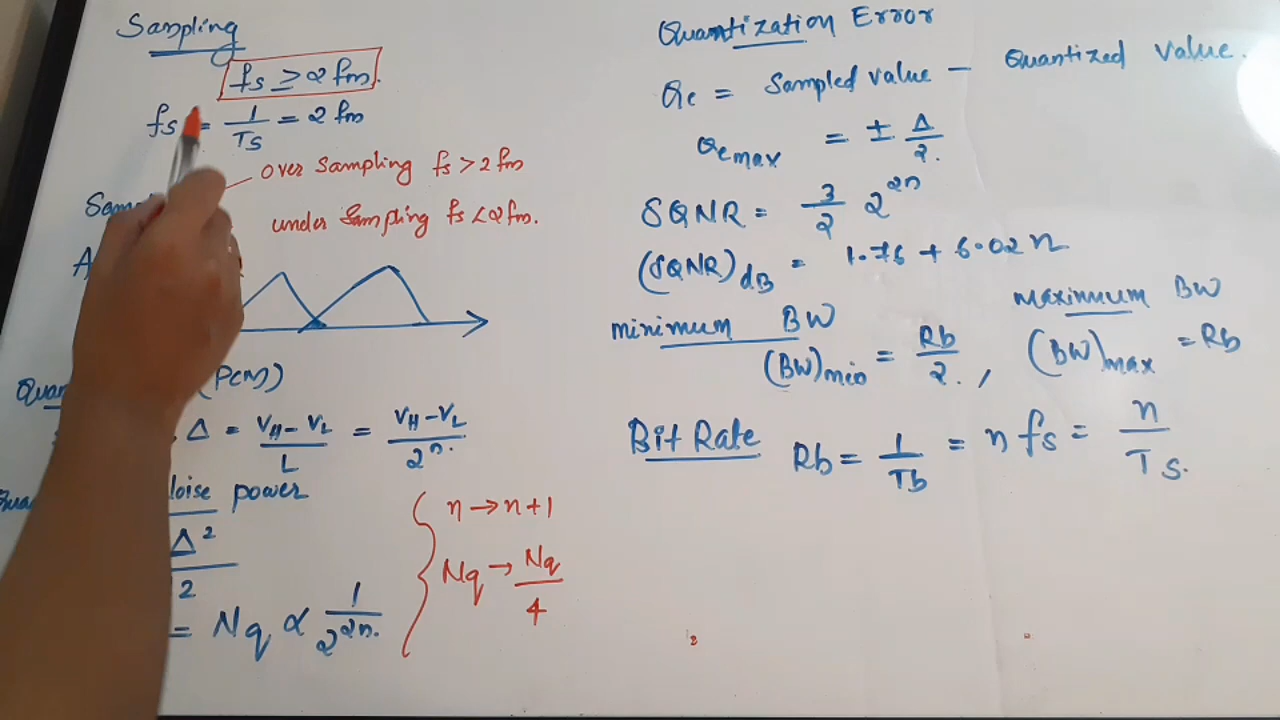 Sampling
fs ≥ 2 fm.
fs = 1/Ts = 2 fm
over Sampling fs > 2 fm
under Sampling fs < 2 fm.
(PCM)
Δ = VH - VL / L = VH - VL / 2^n.
power
Δ²
2
= Nq ∝ 1 / 2^2n.
n → n+1
Nq → Nq / 4
Quantization Error
Qe = Sampled value - Quantized value.
Qe max = ± Δ/2.
SQNR = 3/2 2^2n
(SQNR)dB = 1.76 + 6.02 n
minimum BW
(BW)min = Rb/2. ,
maximum BW
(BW)max = Rb
Bit Rate Rb = 1/Tb = n fs = n/Ts.